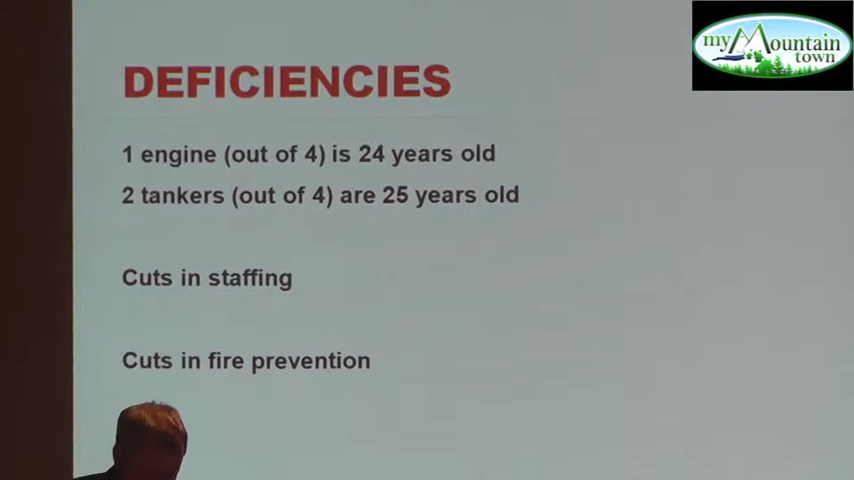 my Mountain
town
DEFICIENCIES
1 engine (out of 4) is 24 years old
2 tankers (out of 4) are 25 years old
Cuts in staffing
Cuts in fire prevention